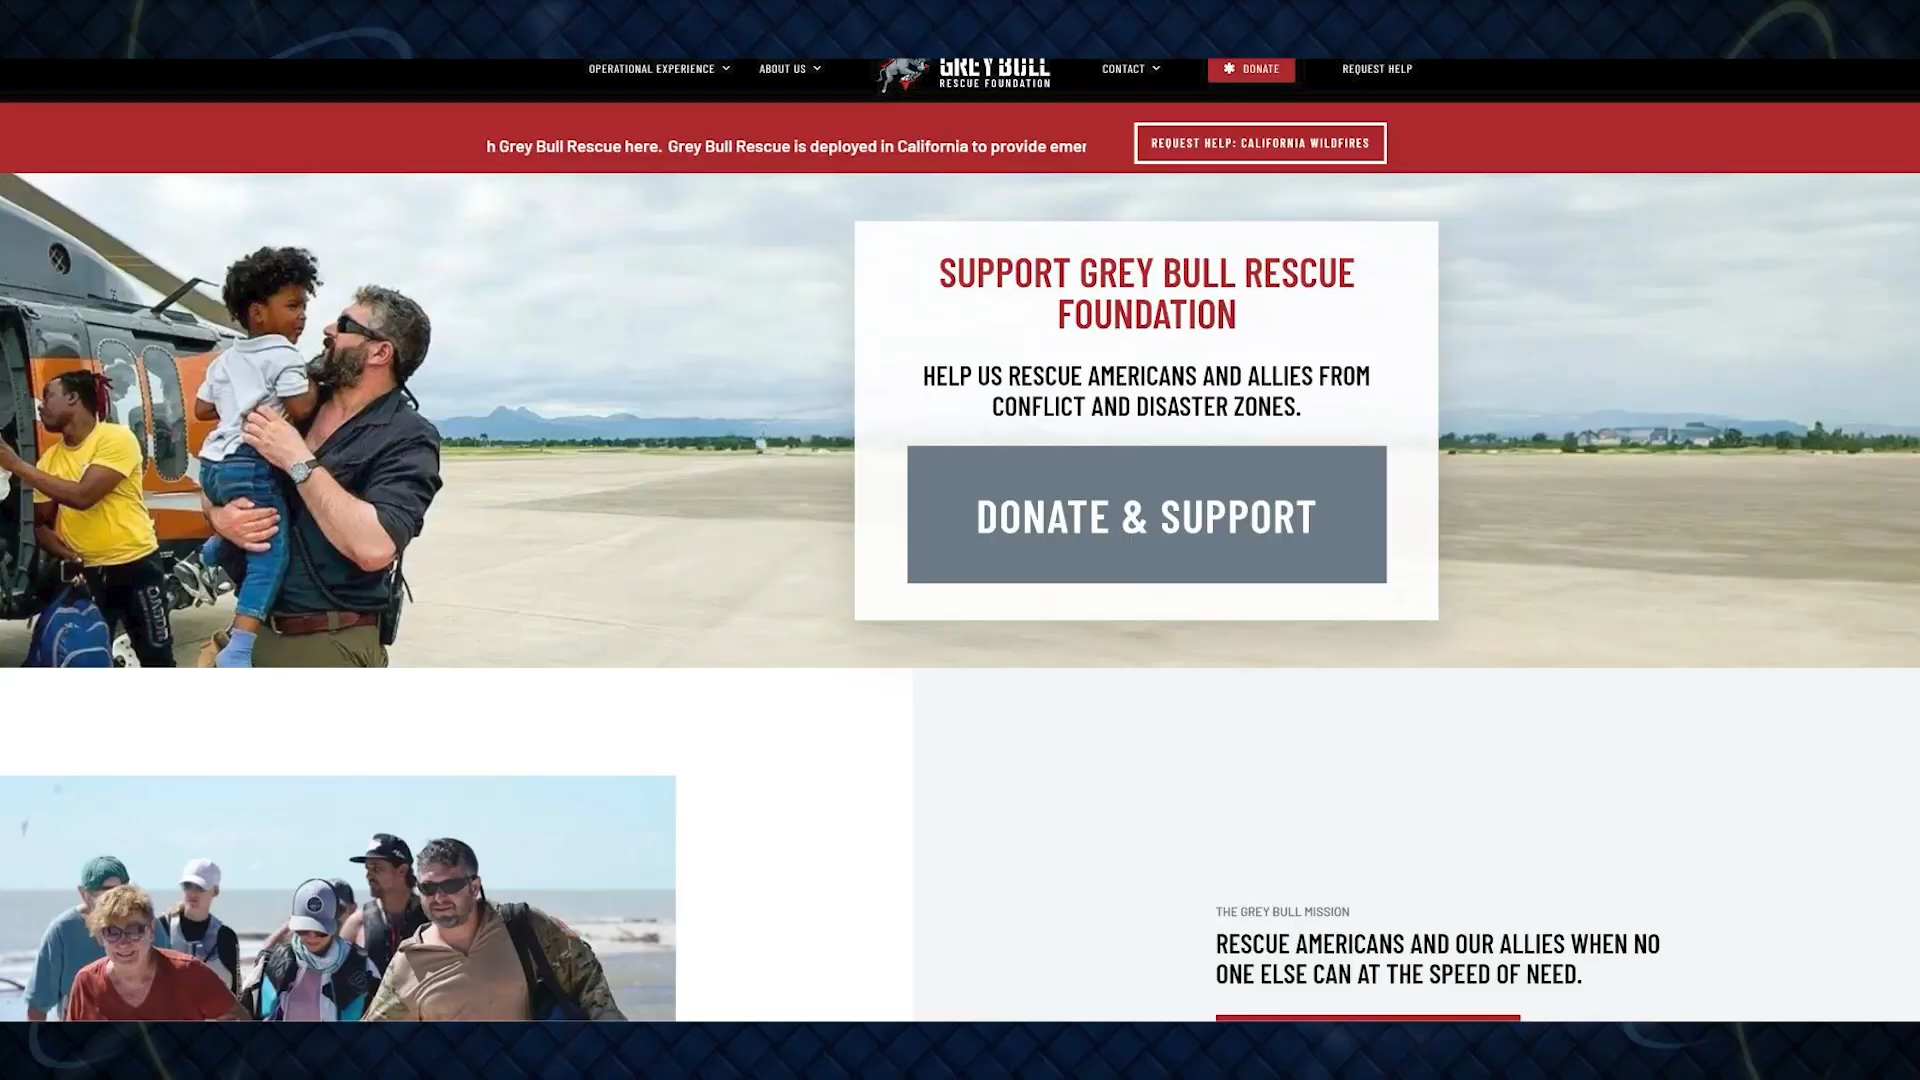 OPERATIONAL EXPERIENCE
ABOUT US
GREY BULL
RESCUE FOUNDATION
CONTACT
DONATE
REQUEST HELP
h Grey Bull Rescue here. Grey Bull Rescue is deployed in California to provide emer
REQUEST HELP: CALIFORNIA WILDFIRES
SUPPORT GREY BULL RESCUE
FOUNDATION
HELP US RESCUE AMERICANS AND ALLIES FROM
CONFLICT AND DISASTER ZONES.
DONATE & SUPPORT
THE GREY BULL MISSION
RESCUE AMERICANS AND OUR ALLIES WHEN NO
ONE ELSE CAN AT THE SPEED OF NEED.